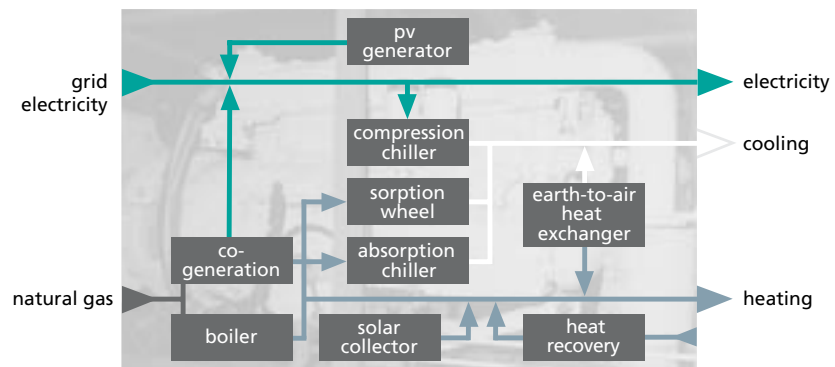 pv
generator
grid
electricity
electricity
compression
chiller
cooling
sorption
wheel
earth-to-air
heat
exchanger
co-
generation
absorption
chiller
natural gas
heating
boiler
solar
collector
heat
recovery